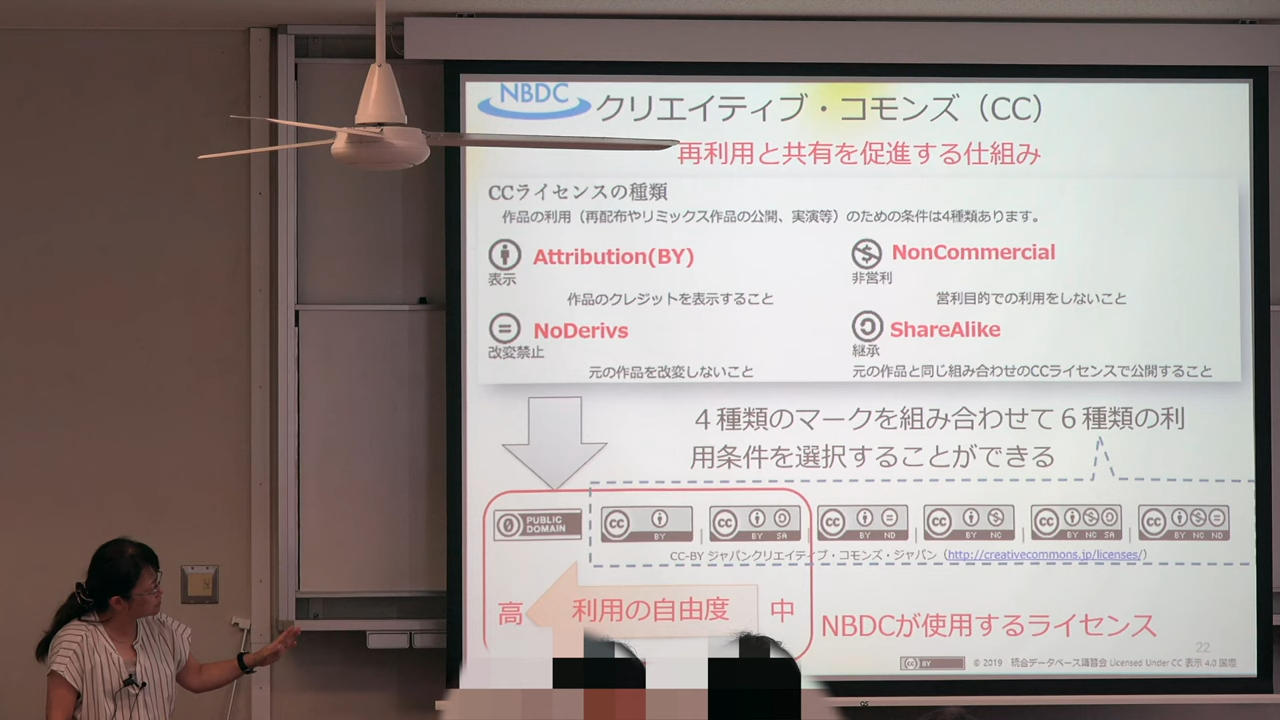 NBDC
クリエイティブ・コモンズ（CC）
再利用と共有を促進する仕組み
CCライセンスの種類
作品の利用（再配布やリミックス作品の公開、実演等）のための条件は4種類あります。
Attribution(BY)
表示
作品のクレジットを表示すること
NonCommercial
非営利
営利目的での利用をしないこと
NoDerivs
改変禁止
元の作品を改変しないこと
ShareAlike
継承
元の作品と同じ組み合わせのCCライセンスで公開すること
４種類のマークを組み合わせて６種類の利
用条件を選択することができる
PUBLIC
DOMAIN
cc BY
cc BY SA
cc BY ND
cc BY NC
cc BY NC SA
cc BY NC ND
CC-BY ジャパンクリエイティブ・コモンズ・ジャパン（http://creativecommons.jp/licenses/）
高
利用の自由度
中
NBDCが使用するライセンス
22
cc BY
© 2019 統合データベース講習会 Licensed Under CC 表示 4.0 国際